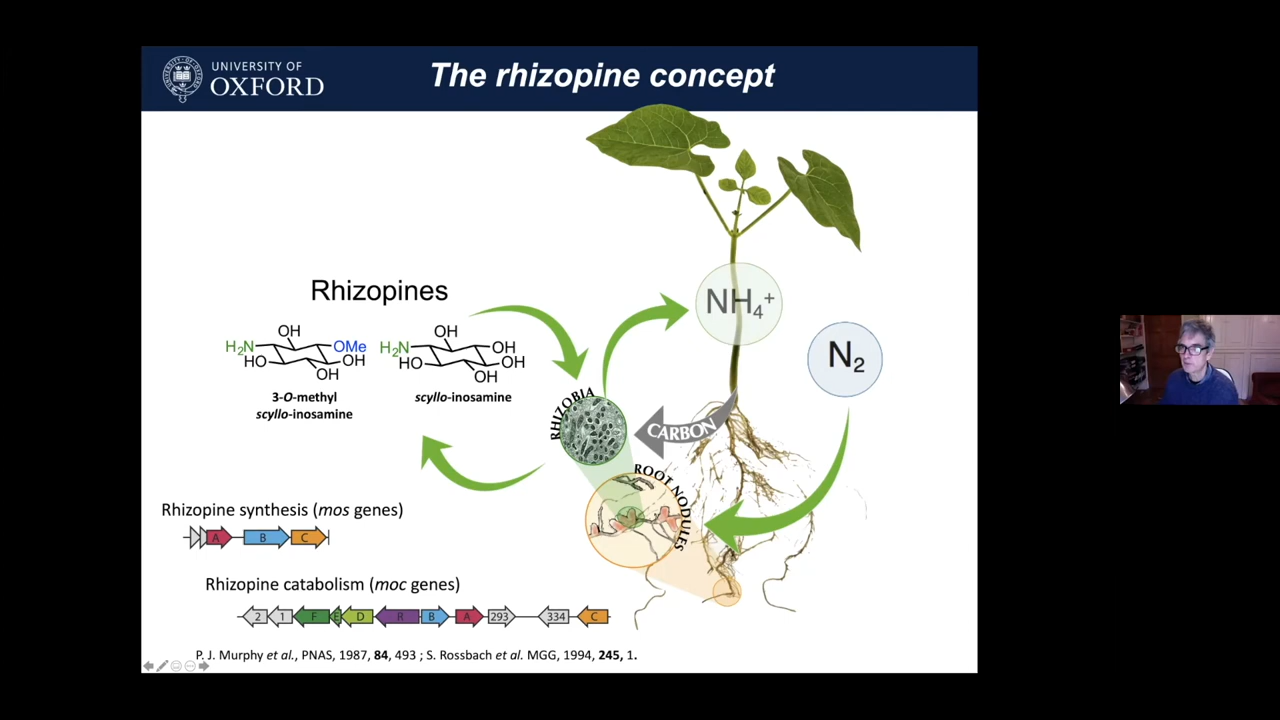 UNIVERSITY OF
OXFORD
The rhizopine concept
Rhizopines
OH
H₂N
OMe
HO
OH
OH
3-O-methyl
scyllo-inosamine
OH
H₂N
OH
HO
OH
OH
scyllo-inosamine
NH₄⁺
N₂
RHIZOBIA
CARBON
ROOT NODULES
Rhizopine synthesis (mos genes)
A B C
Rhizopine catabolism (moc genes)
2 1 F E D R B A 293 334 C
P. J. Murphy et al., PNAS, 1987, 84, 493 ; S. Rossbach et al. MGG, 1994, 245, 1.